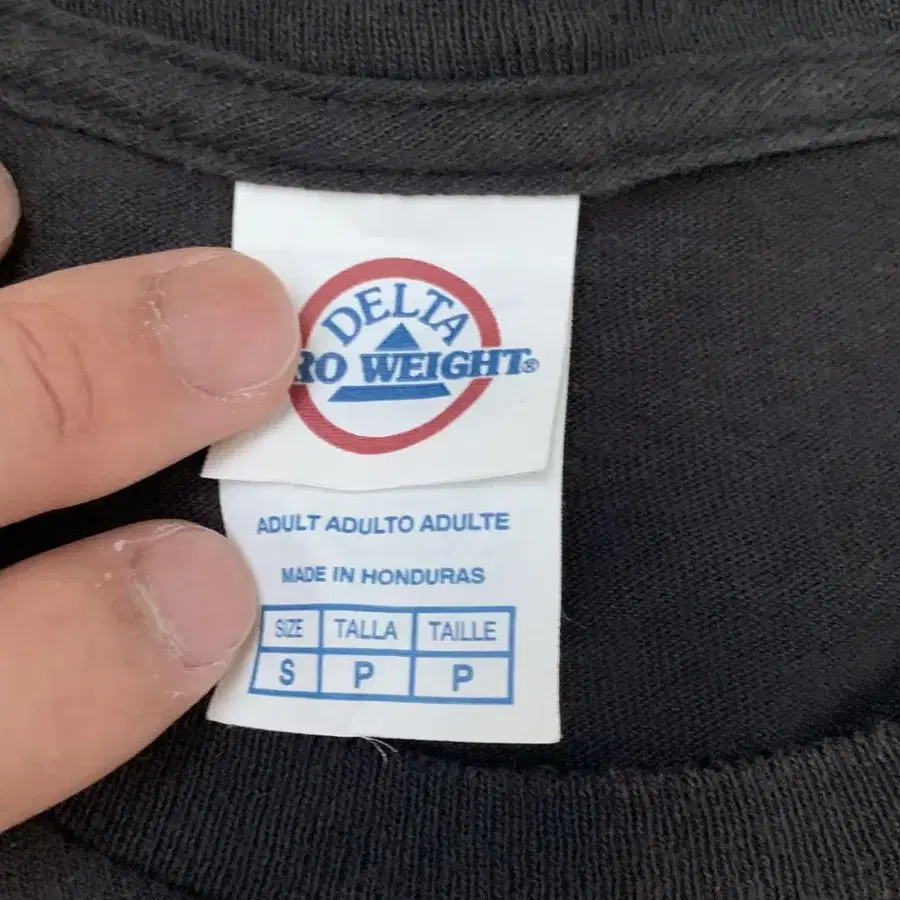 DELTA
RO WEIGHT®
ADULT ADULTO ADULTE
MADE IN HONDURAS
SIZE TALLA TAILLE
S P P